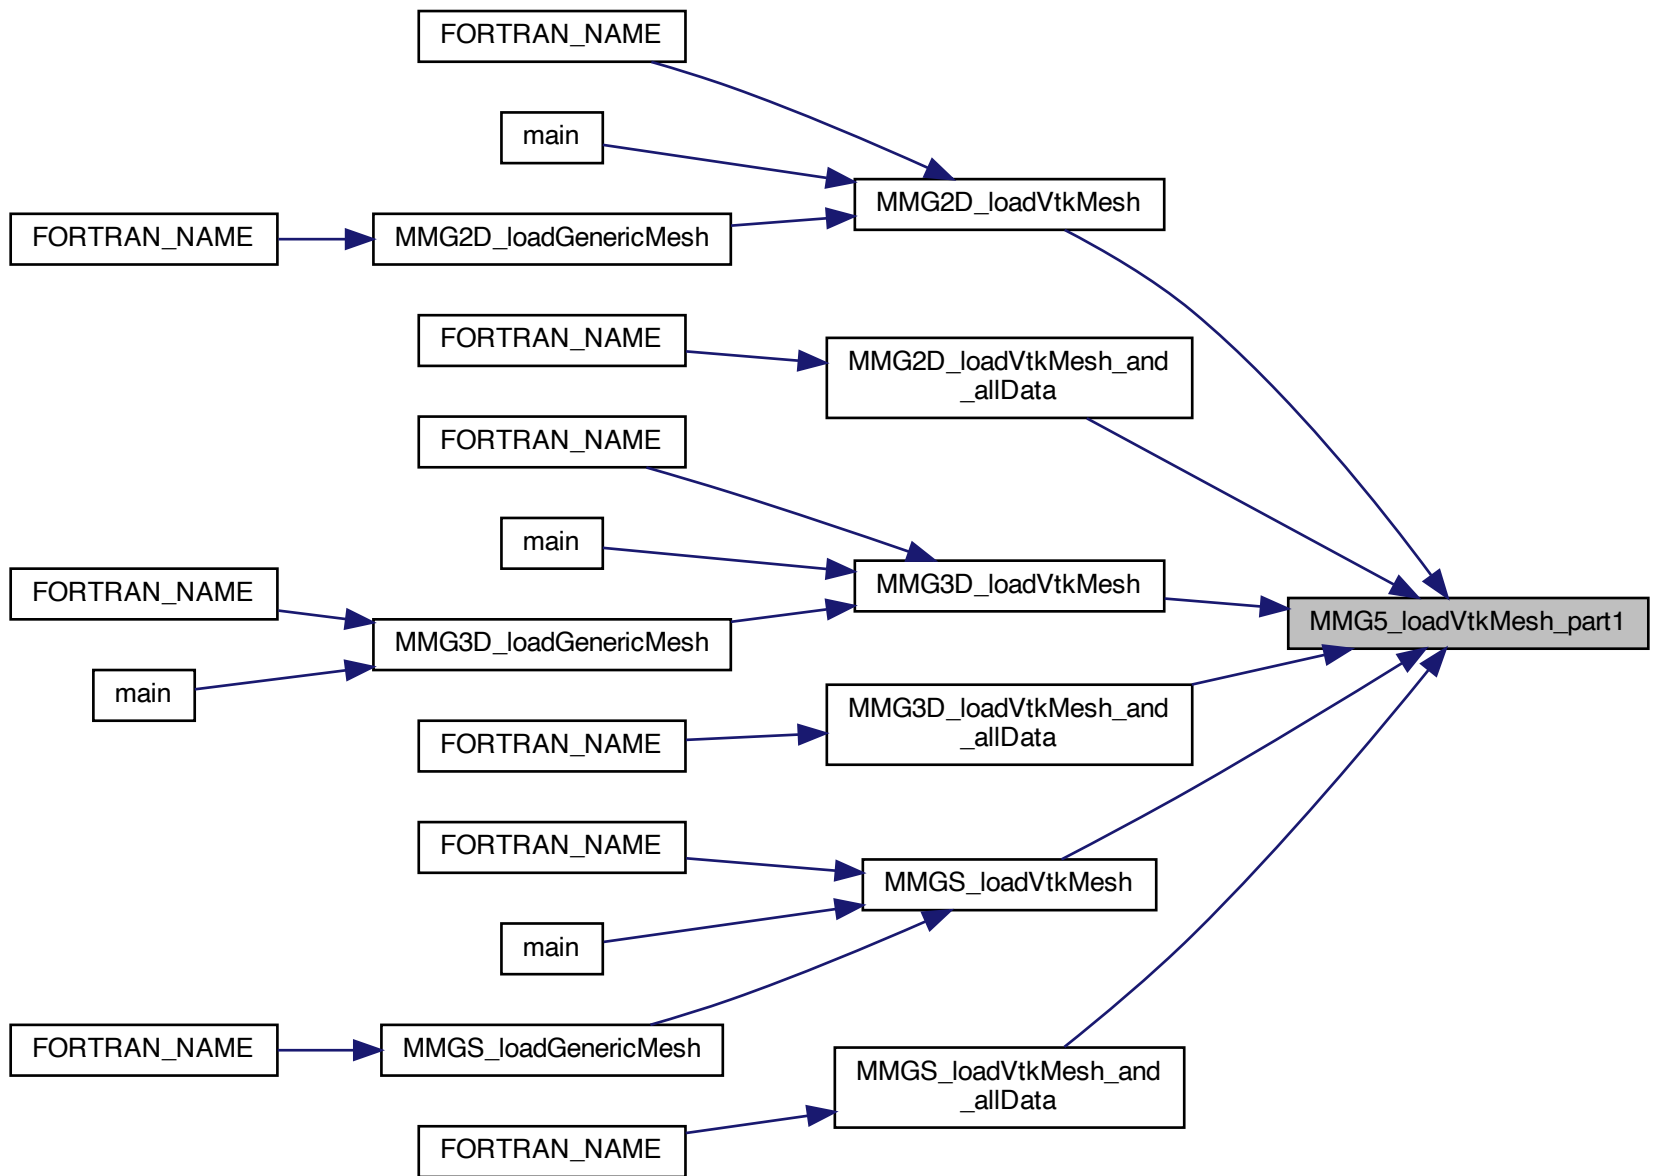 FORTRAN_NAME
main
MMG2D_loadVtkMesh
FORTRAN_NAME
MMG2D_loadGenericMesh
FORTRAN_NAME
MMG2D_loadVtkMesh_and
_allData
FORTRAN_NAME
main
MMG3D_loadVtkMesh
FORTRAN_NAME
MMG5_loadVtkMesh_part1
MMG3D_loadGenericMesh
main
MMG3D_loadVtkMesh_and
_allData
FORTRAN_NAME
FORTRAN_NAME
MMGS_loadVtkMesh
main
FORTRAN_NAME
MMGS_loadGenericMesh
MMGS_loadVtkMesh_and
_allData
FORTRAN_NAME